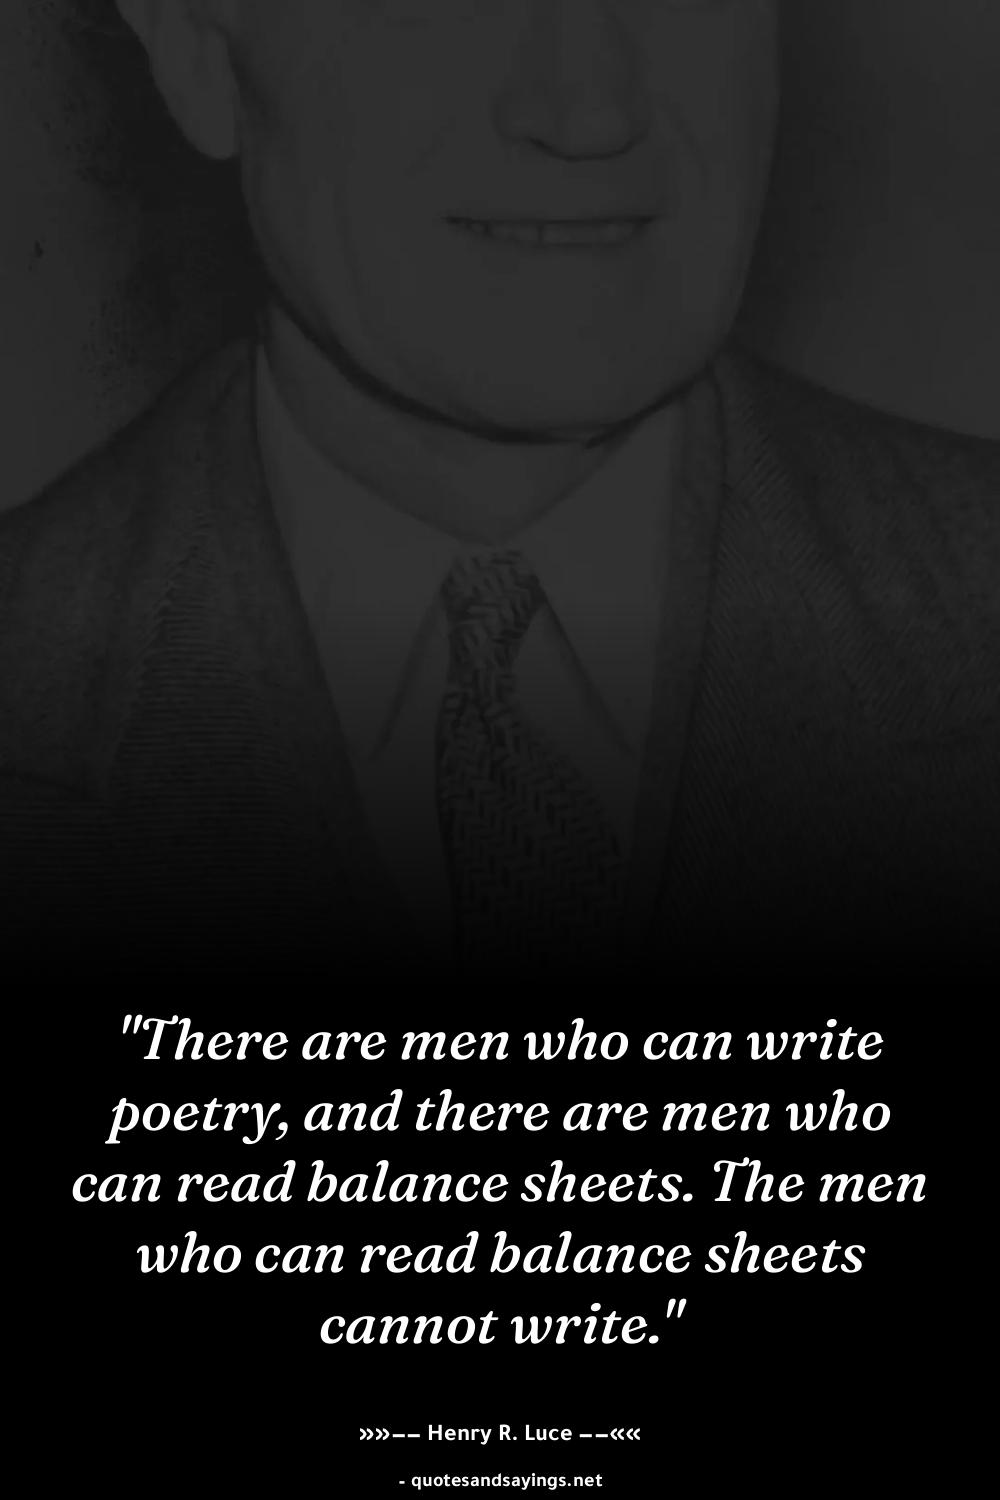 "There are men who can write
poetry, and there are men who
can read balance sheets. The men
who can read balance sheets
cannot write."
»»−− Henry R. Luce −−««
- quotesandsayings.net